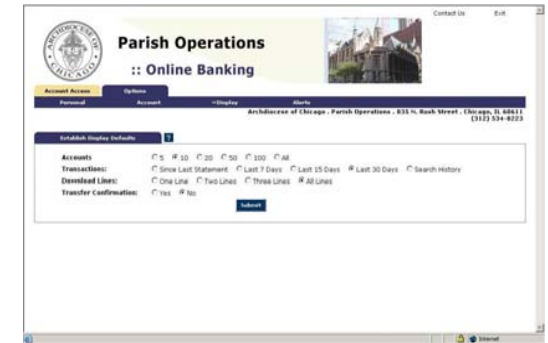 Contact Us Exit
ARCHDIOCESE OF CHICAGO
Parish Operations
:: Online Banking
Account Access Options
Personal Account Display Alerts
Archdiocese of Chicago . Parish Operations . 835 N. Rush Street . Chicago, IL 60611
(312) 534-8223
Establish Display Defaults ?
Accounts 5 10 20 50 100 All
Transactions: Since Last Statement Last 7 Days Last 15 Days Last 30 Days Search History
Download Lines: One Line Two Lines Three Lines All Lines
Transfer Confirmation: Yes No
Submit
Internet